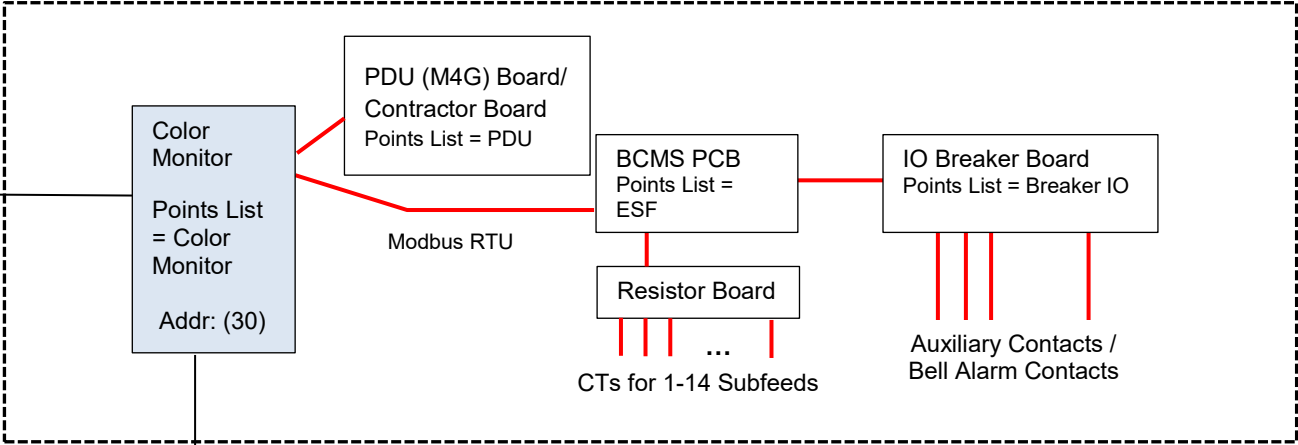 PDU (M4G) Board/
Contractor Board
Points List = PDU
Color
Monitor
Points List
= Color
Monitor
Addr: (30)
BCMS PCB
Points List =
ESF
IO Breaker Board
Points List = Breaker IO
Modbus RTU
Resistor Board
...
CTs for 1-14 Subfeeds
Auxiliary Contacts /
Bell Alarm Contacts